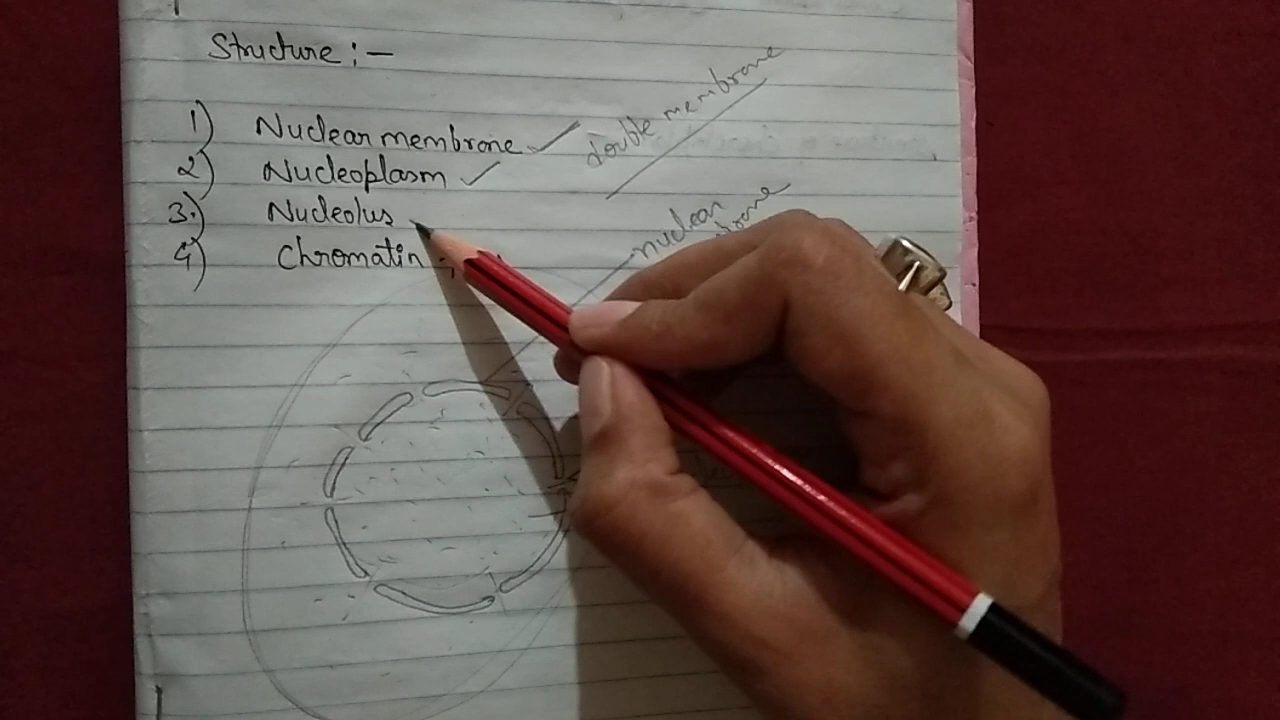 Structure :-
1) Nuclear membrane
double membrane
2) Nucleoplasm
3.) Nucleolus
4) Chromatin
nuclear